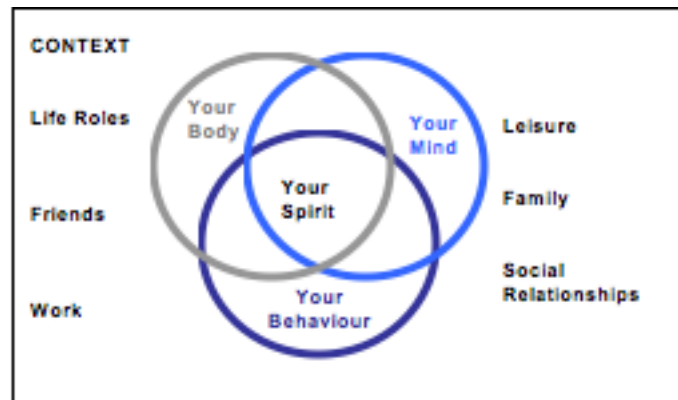 CONTEXT
Life Roles
Friends
Work
Your
Body
Your
Mind
Your
Spirit
Your
Behaviour
Leisure
Family
Social
Relationships